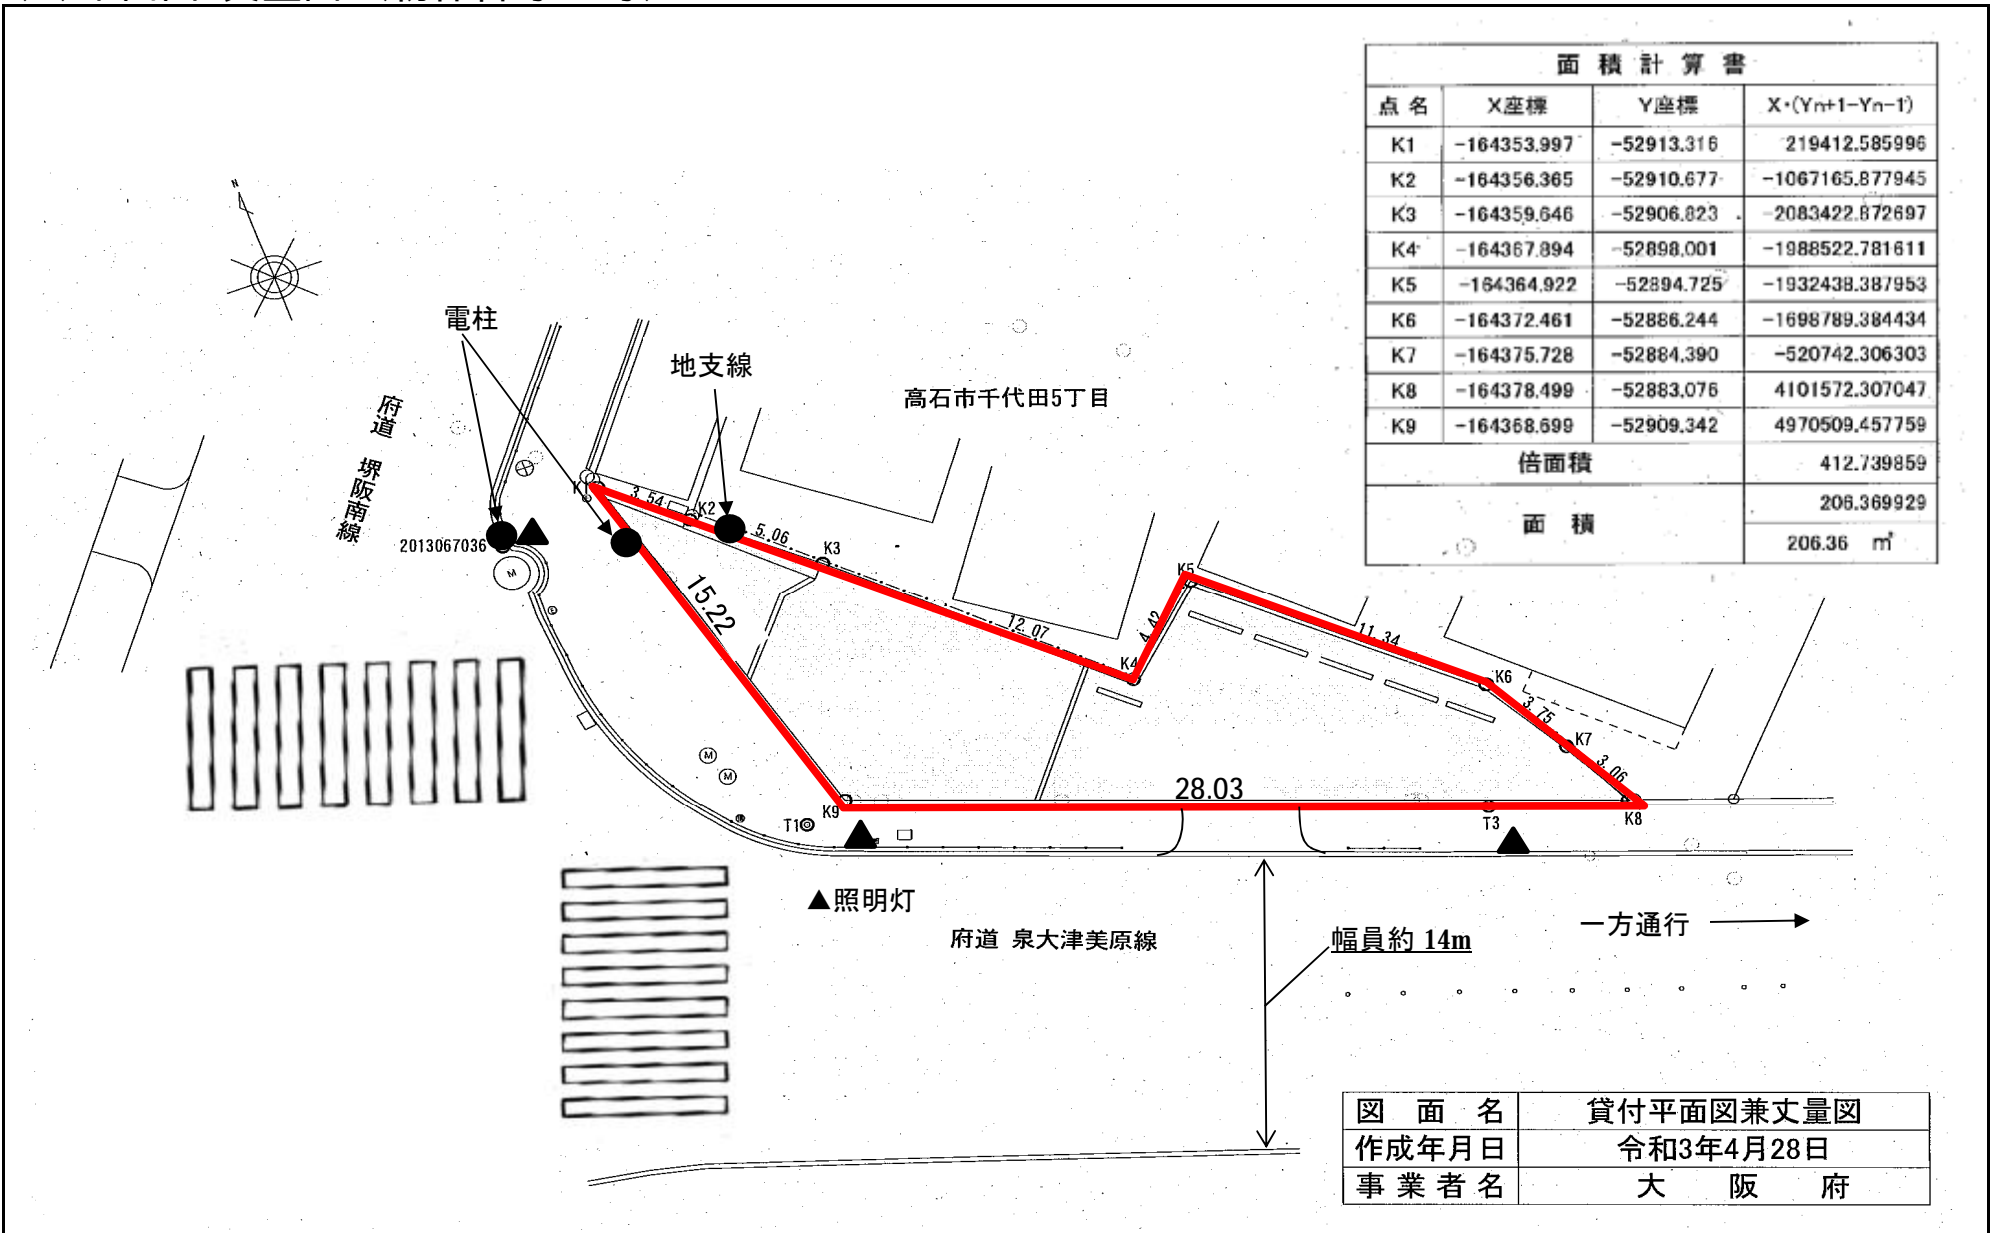 面積計算書
点名 X座標 Y座標 X・(Yn+1-Yn-1)
K1 -164353.997 -52913.316 219412.585996
K2 -164356.365 -52910.677 -1067165.877945
K3 -164359.646 -52906.823 -2083422.872697
K4 -164367.894 -52898.001 -1988522.781611
K5 -164364.922 -52894.725 -1932438.387953
K6 -164372.461 -52886.244 -1698789.384434
K7 -164375.728 -52884.390 -520742.306303
K8 -164378.499 -52883.076 4101572.307047
K9 -164368.699 -52909.342 4970509.457759
倍面積 412.739859
面積 206.369929
206.36 ㎡
N
電柱
地支線
高石市千代田5丁目
府道 堺阪南線
K1
3.54
K2
5.06
K3
2013067036
M
15.22
12.07
K4
4.42
K5
11.34
K6
3.75
K7
3.06
M
M
28.03
K9
T1
T3
K8
▲照明灯
府道 泉大津美原線
幅員約 14m
一方通行
図面名 貸付平面図兼丈量図
作成年月日 令和3年4月28日
事業者名 大阪府